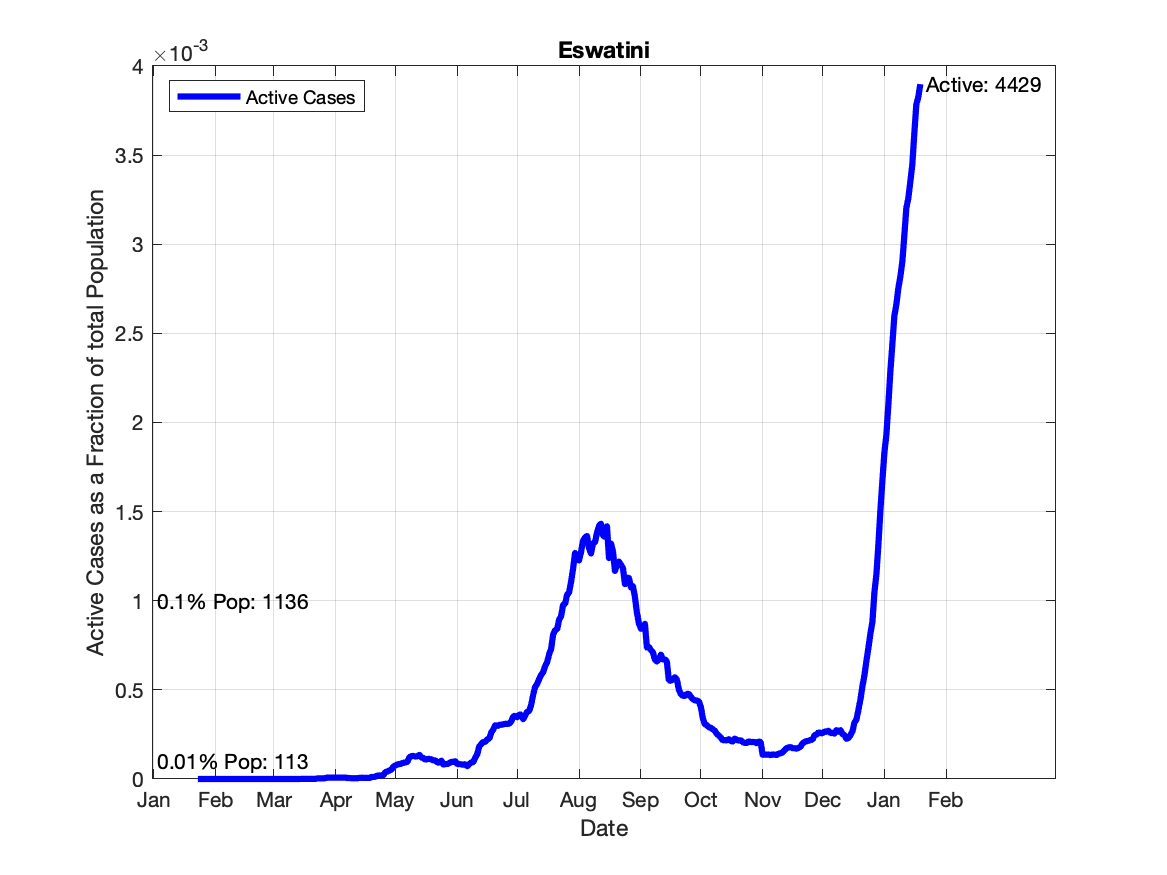 Eswatini
×10-3
4
3.5
3
2.5
2
1.5
1
0.5
0
Active Cases as a Fraction of total Population
Active Cases
Active: 4429
0.1% Pop: 1136
0.01% Pop: 113
Jan Feb Mar Apr May Jun Jul Aug Sep Oct Nov Dec Jan Feb
Date